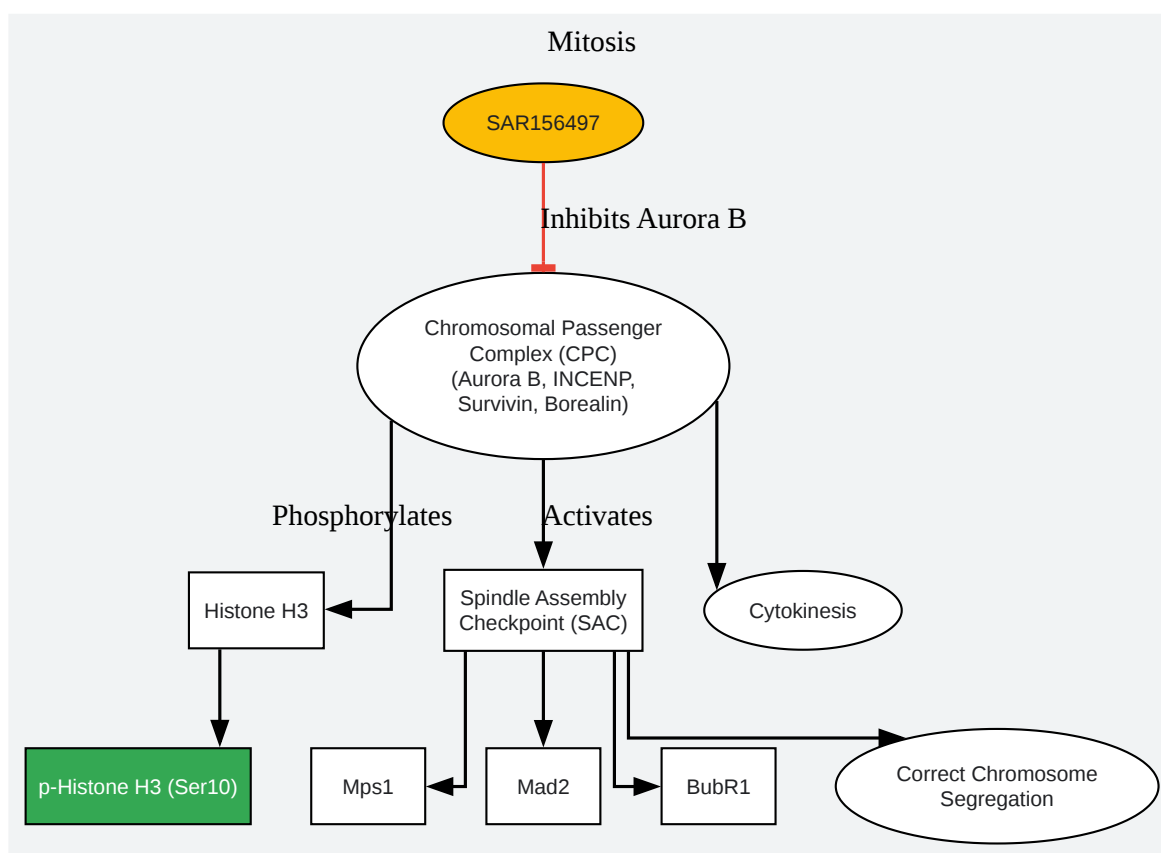 Mitosis
SAR156497
Inhibits Aurora B
Chromosomal Passenger
Complex (CPC)
(Aurora B, INCENP,
Survivin, Borealin)
Phosphorylates
Activates
Histone H3
Spindle Assembly
Checkpoint (SAC)
Cytokinesis
p-Histone H3 (Ser10)
Mps1
Mad2
BubR1
Correct Chromosome
Segregation